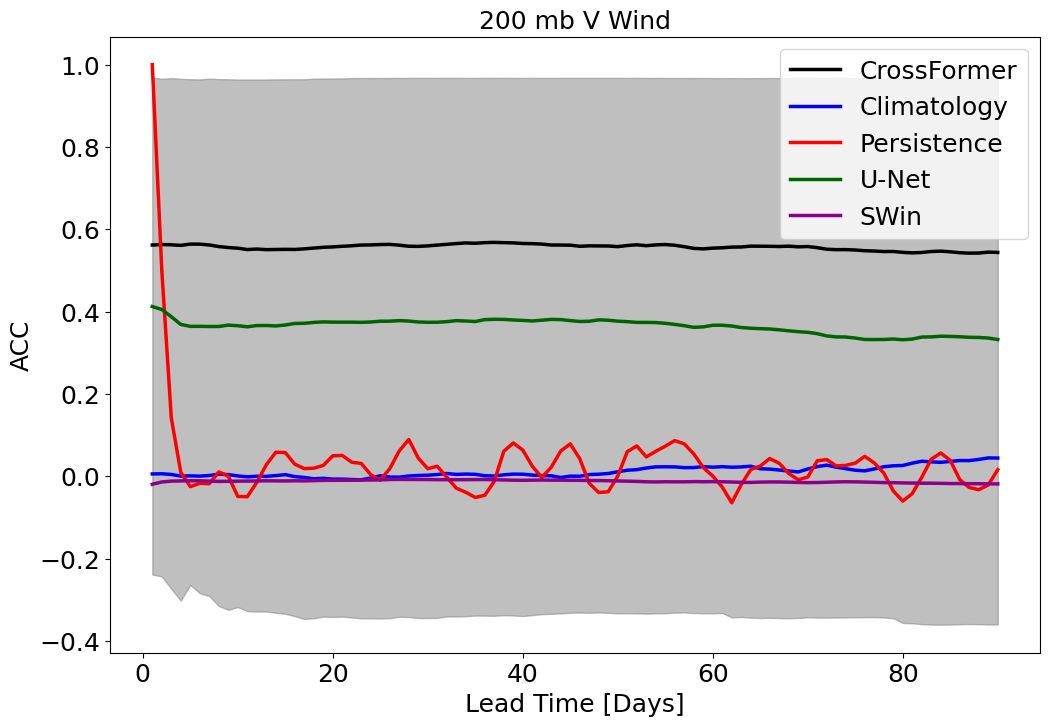 200 mb V Wind
1.0
0.8
0.6
0.4
0.2
0.0
−0.2
−0.4
ACC
CrossFormer
Climatology
Persistence
U-Net
SWin
0 20 40 60 80
Lead Time [Days]